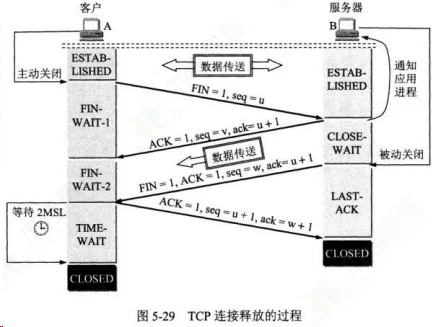 客户
服务器
A
B
主动关闭
ESTAB-
LISHED
数据传送
ESTAB-
LISHED
通知
应用
进程
FIN = 1, seq = u
FIN-
WAIT-1
ACK = 1, seq = v, ack= u + 1
CLOSE-
WAIT
数据传送
被动关闭
FIN-
WAIT-2
FIN = 1, ACK = 1, seq = w, ack= u + 1
LAST-
ACK
等待 2MSL
ACK = 1, seq = u + 1, ack = w + 1
TIME-
WAIT
CLOSED
CLOSED
图 5-29 TCP 连接释放的过程